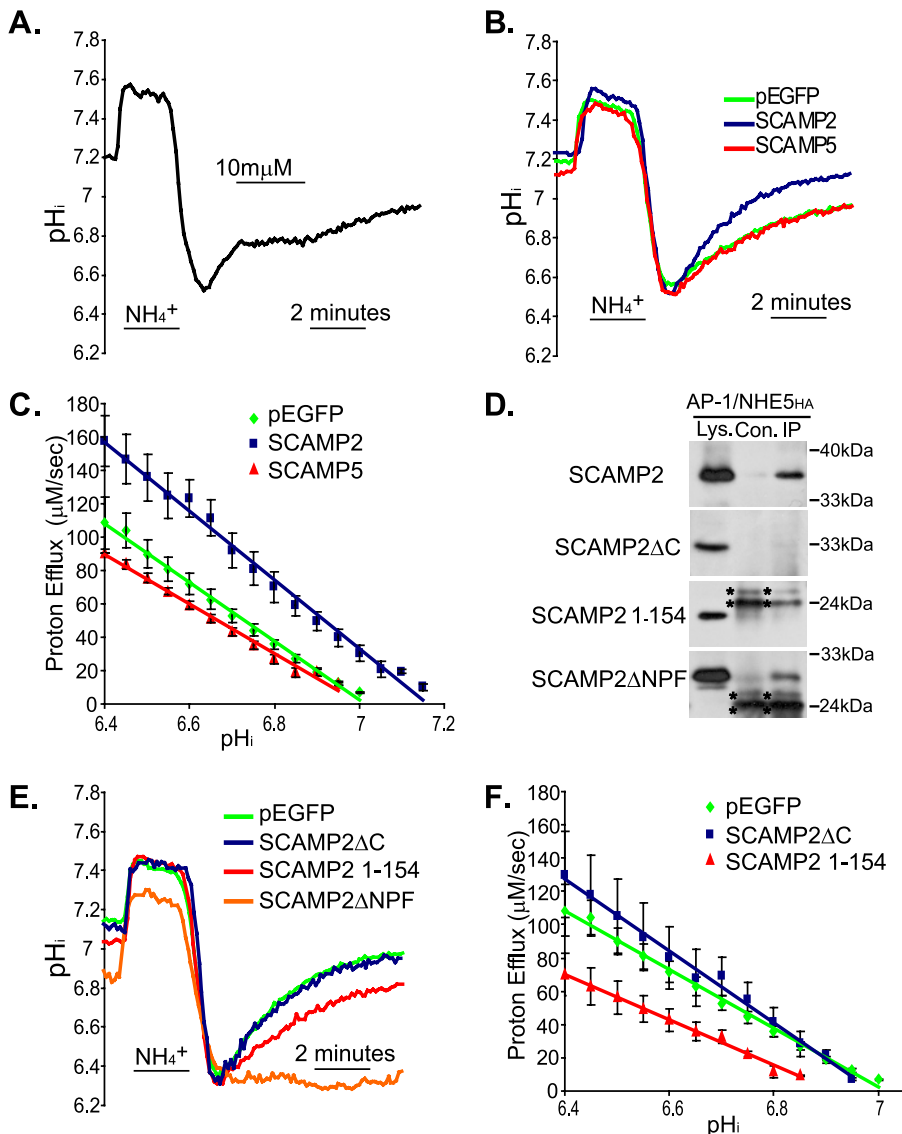 A.
7.8
7.6
7.2
7
6.8
6.6
6.4
6.2
pHi
10mμM
NH₄⁺
2 minutes
B.
7.8
7.6
7.4
7.2
7
6.8
6.6
6.4
6.2
pHi
pEGFP
SCAMP2
SCAMP5
NH₄⁺
2 minutes
C.
180
160
140
120
100
80
60
40
20
0
Proton Efflux (μM/sec)
pEGFP
SCAMP2
SCAMP5
6.4
6.6
6.8
7
7.2
pHi
D.
AP-1/NHE5HA
Lys. Con. IP
SCAMP2
–40kDa
–33kDa
SCAMP2ΔC
–33kDa
SCAMP2 1-154
* *
* *
–24kDa
SCAMP2ΔNPF
–33kDa
* *
* *
–24kDa
E.
7.8
7.6
7.4
7.2
7
6.8
6.6
6.4
6.2
pHi
pEGFP
SCAMP2ΔC
SCAMP2 1-154
SCAMP2ΔNPF
NH₄⁺
2 minutes
F.
180
160
140
120
100
80
60
40
20
0
Proton Efflux (μM/sec)
pEGFP
SCAMP2ΔC
SCAMP2 1-154
6.4
6.6
6.8
7
pHi